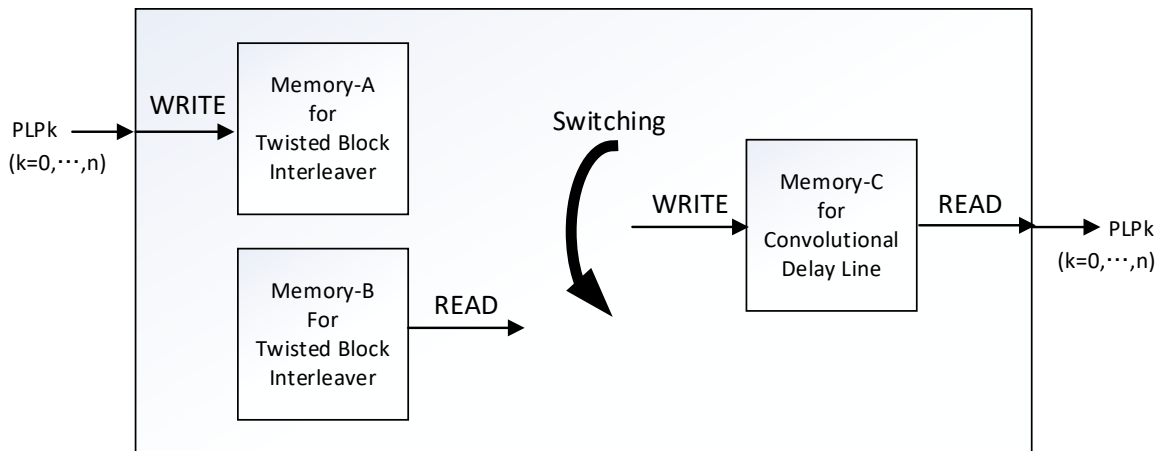 PLPk
(k=0,⋯,n)
WRITE
Memory-A
for
Twisted Block
Interleaver
Memory-B
For
Twisted Block
Interleaver
READ
Switching
WRITE
Memory-C
for
Convolutional
Delay Line
READ
PLPk
(k=0,⋯,n)